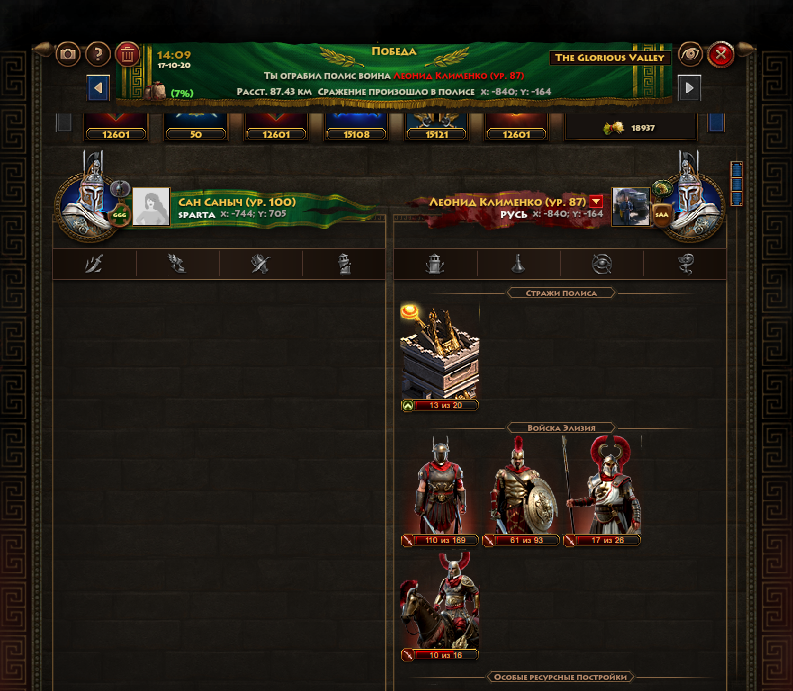 14:09
17-10-20
(7%)
Победа
The Glorious Valley
Ты ограбил полис воина Леонид Клименко (ур. 87)
Расст. 87.43 км Сражение произошло в полисе X: -840; Y: -164
12601
50
12601
15108
15121
12601
18937
GGG
Сан Саныч (ур. 100)
SPARTA X: -744; Y: 705
Леонид Клименко (ур. 87)
РУСЬ X: -840; Y: -164
SAA
Стражи полиса
13 из 20
Войска Элизия
110 из 169
61 из 93
17 из 26
10 из 16
Особые ресурсные постройки